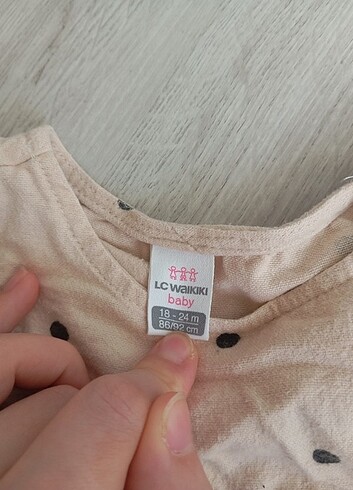 LC WAIKIKI
baby
18 - 24 m
86/92 cm